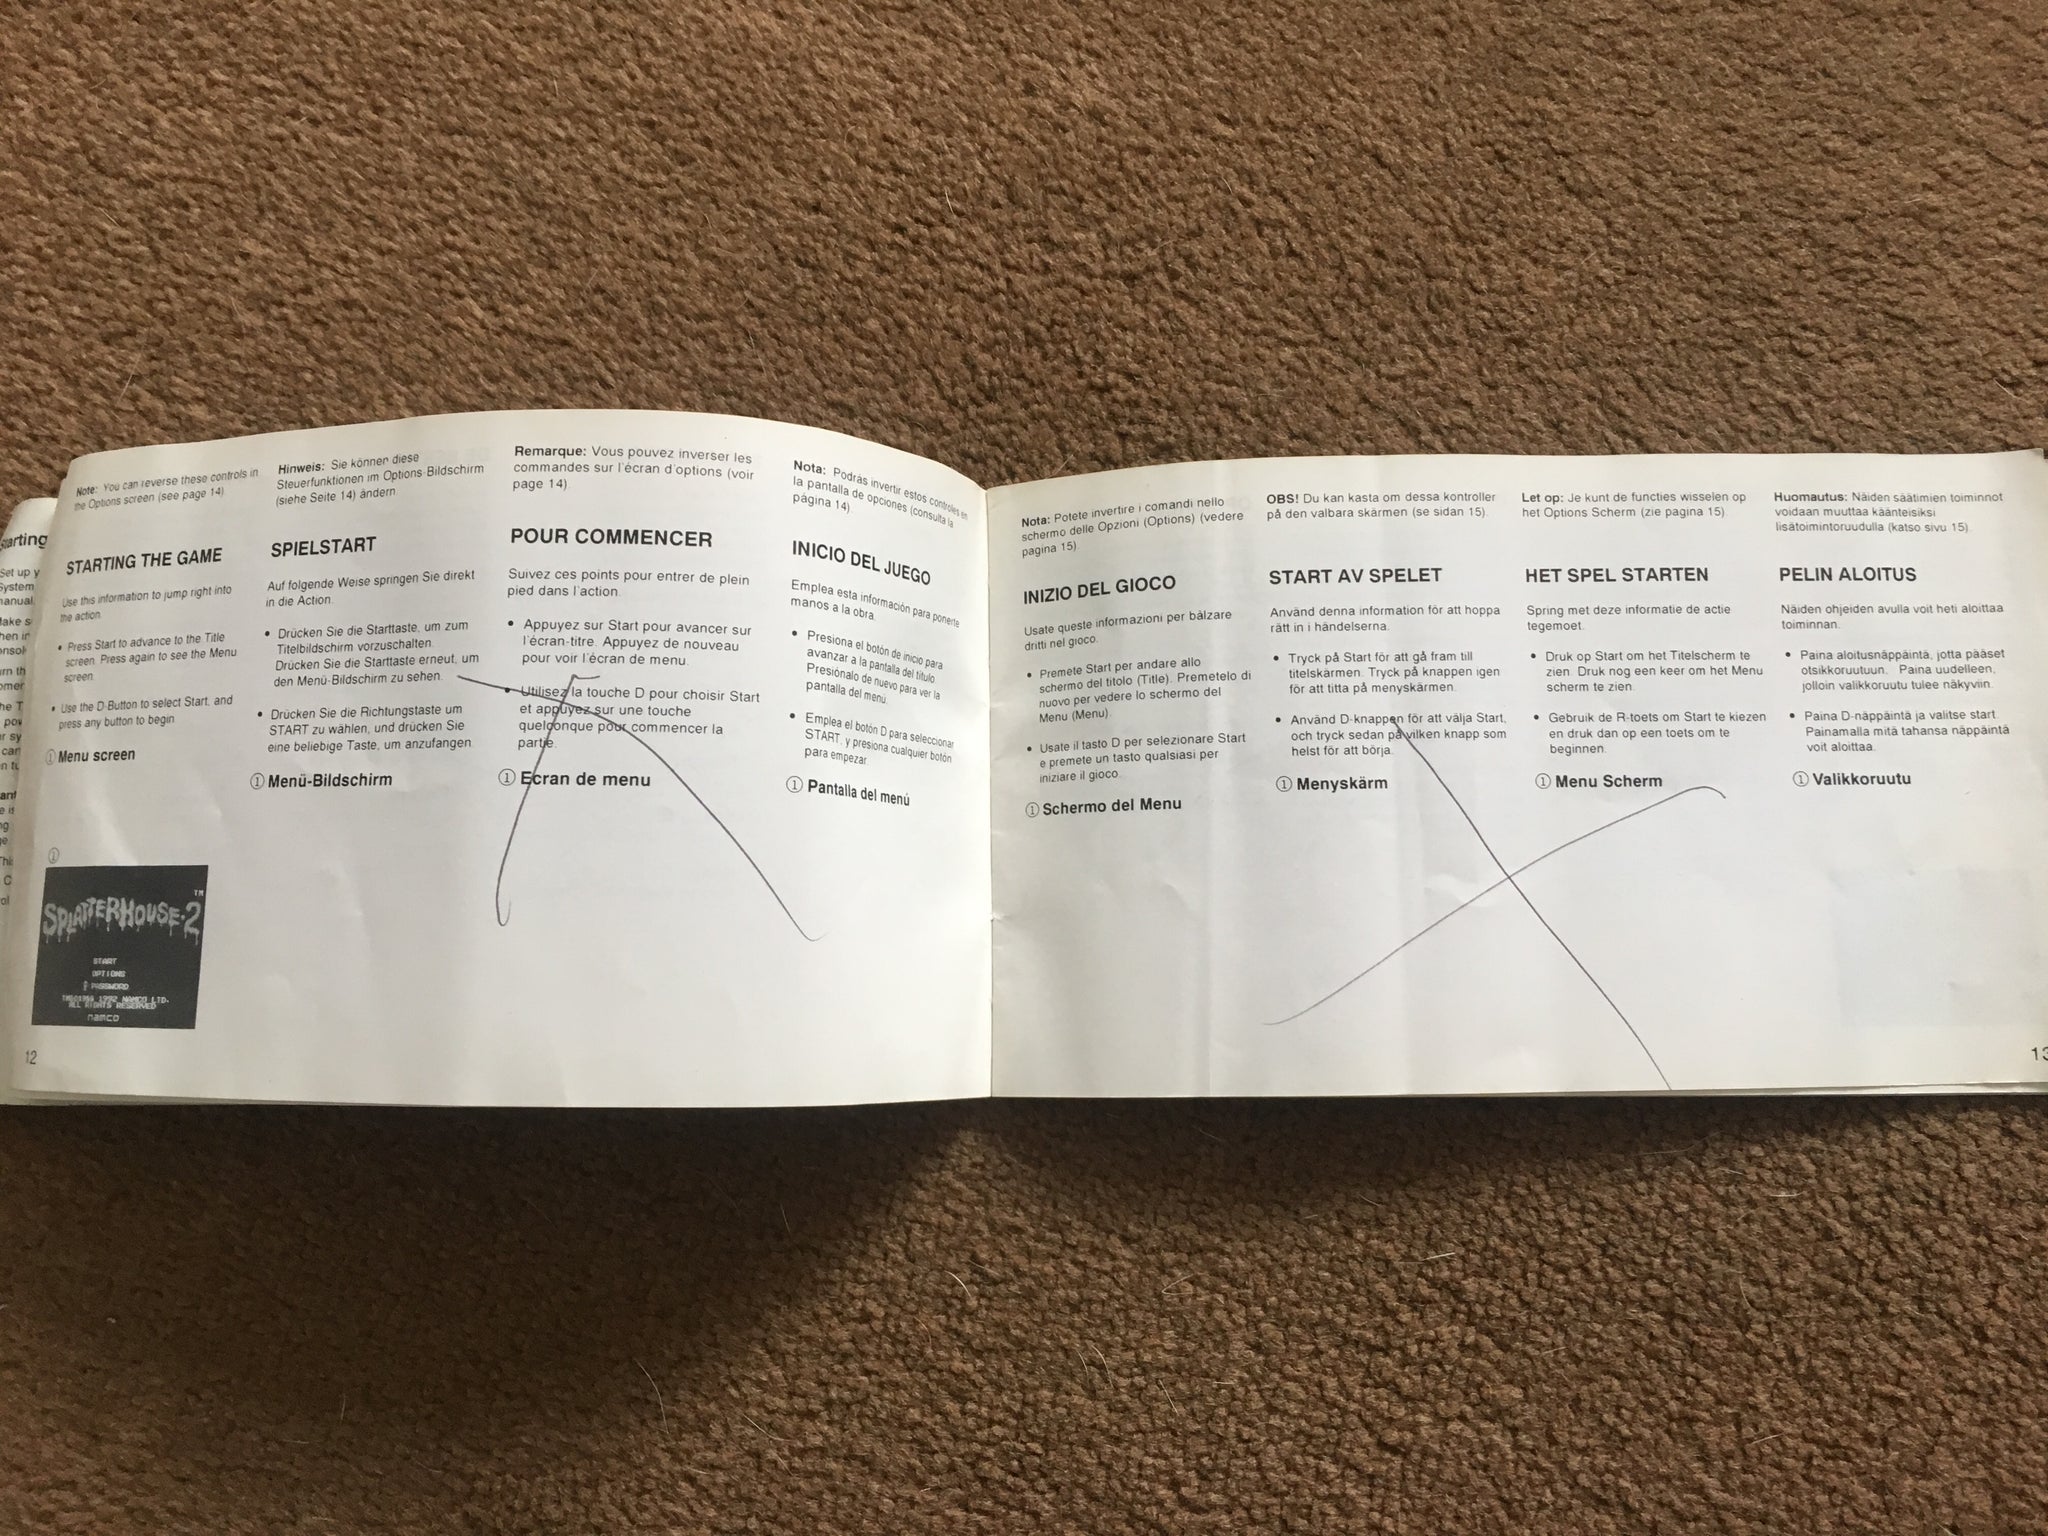 Note: You can reverse these controls in
the Options screen (see page 14)
STARTING THE GAME
Use this information to jump right into
the action
• Press Start to advance to the Title
screen. Press again to see the Menu
screen
• Use the D-Button to select Start, and
press any button to begin
① Menu screen
①
SPLATTERHOUSE·2
TM
START
OPTIONS
PASSWORD
1992 NAMCO LTD.
ALL RIGHTS RESERVED
namco
12
Hinweis: Sie können diese
Steuerfunktionen im Options-Bildschirm
(siehe Seite 14) ändern
SPIELSTART
Auf folgende Weise springen Sie direkt
in die Action.
• Drücken Sie die Starttaste, um zum
Titelbildschirm vorzuschalten.
Drücken Sie die Starttaste erneut, um
den Menü-Bildschirm zu sehen.
• Drücken Sie die Richtungstaste um
START zu wählen, und drücken Sie
eine beliebige Taste, um anzufangen.
① Menü-Bildschirm
Remarque: Vous pouvez inverser les
commandes sur l'écran d'options (voir
page 14).
POUR COMMENCER
Suivez ces points pour entrer de plein
pied dans l'action.
• Appuyez sur Start pour avancer sur
l'écran-titre. Appuyez de nouveau
pour voir l'écran de menu.
• Utilisez la touche D pour choisir Start
et appuyez sur une touche
quelconque pour commencer la
partie.
① Ecran de menu
Nota: Podrás invertir estos controles en
la pantalla de opciones (consulta la
página 14).
INICIO DEL JUEGO
Emplea esta información para ponerte
manos a la obra.
• Presiona el botón de inicio para
avanzar a la pantalla del título
Presiónalo de nuevo para ver la
pantalla del menú.
• Emplea el botón D para seleccionar
START, y presiona cualquier botón
para empezar.
① Pantalla del menú
Nota: Potete invertire i comandi nello
schermo delle Opzioni (Options) (vedere
pagina 15)
INIZIO DEL GIOCO
Usate queste informazioni per bàlzare
dritti nel gioco.
• Premete Start per andare allo
schermo del titolo (Title). Premetelo di
nuovo per vedere lo schermo del
Menu (Menu).
• Usate il tasto D per selezionare Start
e premete un tasto qualsiasi per
iniziare il gioco.
① Schermo del Menu
OBS! Du kan kasta om dessa kontroller
på den valbara skärmen (se sidan 15).
START AV SPELET
Använd denna information för att hoppa
rätt in i händelserna.
• Tryck på Start för att gå fram till
titelskärmen. Tryck på knappen igen
för att titta på menyskärmen.
• Använd D-knappen för att välja Start,
och tryck sedan på vilken knapp som
helst för att börja.
① Menyskärm
Let op: Je kunt de functies wisselen op
het Options Scherm (zie pagina 15).
HET SPEL STARTEN
Spring met deze informatie de actie
tegemoet.
• Druk op Start om het Titelscherm te
zien. Druk nog een keer om het Menu
scherm te zien.
• Gebruik de R-toets om Start te kiezen
en druk dan op een toets om te
beginnen.
① Menu Scherm
Huomautus: Näiden säätimien toiminnot
voidaan muuttaa käänteisiksi
lisätoimintoruudulla (katso sivu 15).
PELIN ALOITUS
Näiden ohjeiden avulla voit heti aloittaa
toiminnan.
• Paina aloitusnäppäintä, jotta pääset
otsikkoruutuun. Paina uudelleen,
jolloin valikkoruutu tulee näkyviin.
• Paina D-näppäintä ja valitse start.
Painamalla mitä tahansa näppäintä
voit aloittaa.
① Valikkoruutu
13